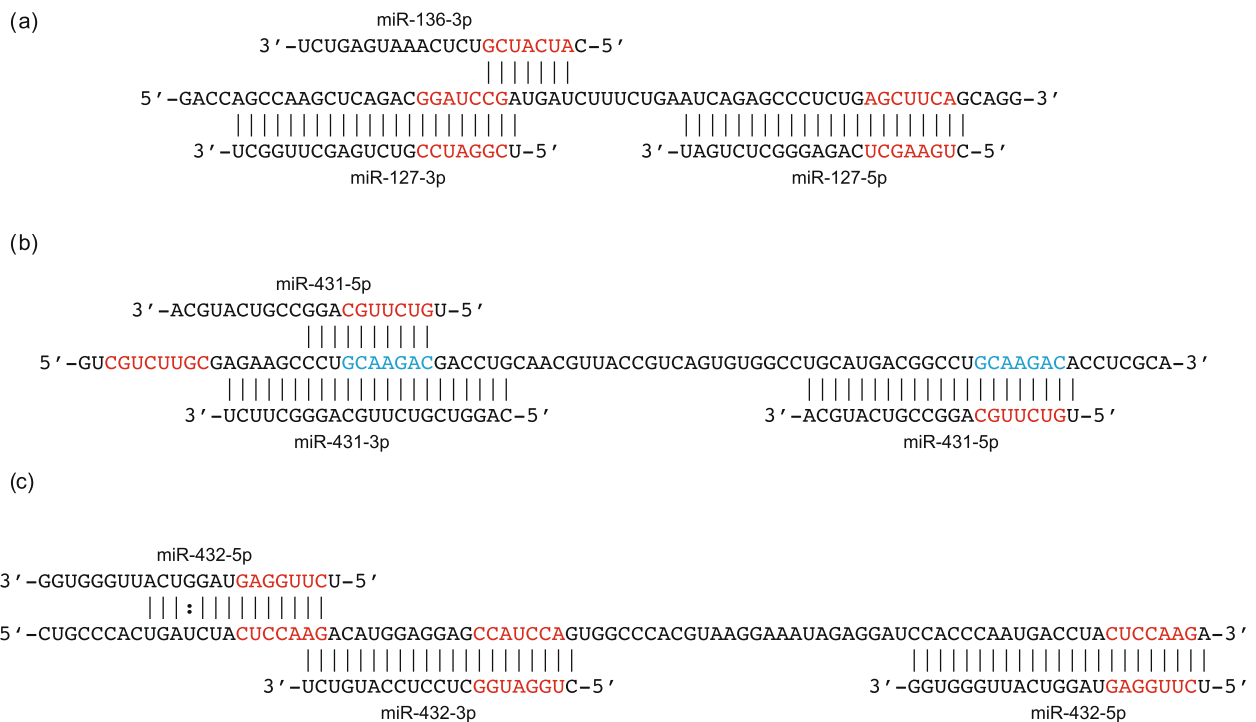 (a)
miR-136-3p
3′-UCUGAGUAAACUCUGCUACUAC-5′
5′-GACCAGCCAAGCUCAGACGGAUCCGAUGAUCUUUCUGAAUCAGAGCCCUCUGAGCUUCAGCAGG-3′
3′-UCGGUUCGAGUCUGCCUAGGCU-5′ 3′-UAGUCUCGGGAGACUCGAAGUC-5′
miR-127-3p miR-127-5p
(b)
miR-431-5p
3′-ACGUACUGCCGGACGUUCUGU-5′
5′-GUCGUCUUGCGAGAAGCCCUGCAAGACGACCUGCAACGUUACCGUCAGUGUGGCCUGCAUGACGGCCUGCAAGACACCUCGCA-3′
3′-UCUUCGGGACGUUCUGCUGGAC-5′ 3′-ACGUACUGCCGGACGUUCUGU-5′
miR-431-3p miR-431-5p
(c)
miR-432-5p
3′-GGUGGGUUACUGGAUGAGGUUCU-5′
5′-CUGCCCACUGAUCUACUCCAAGACAUGGAGGAGCCAUCCAGUGGCCCACGUAAGGAAAUAGAGGAUCCACCCAAUGACCUACUCCAAGA-3′
3′-UCUGUACCUCCUCGGUAGGUC-5′ 3′-GGUGGGUUACUGGAUGAGGUUCU-5′
miR-432-3p miR-432-5p